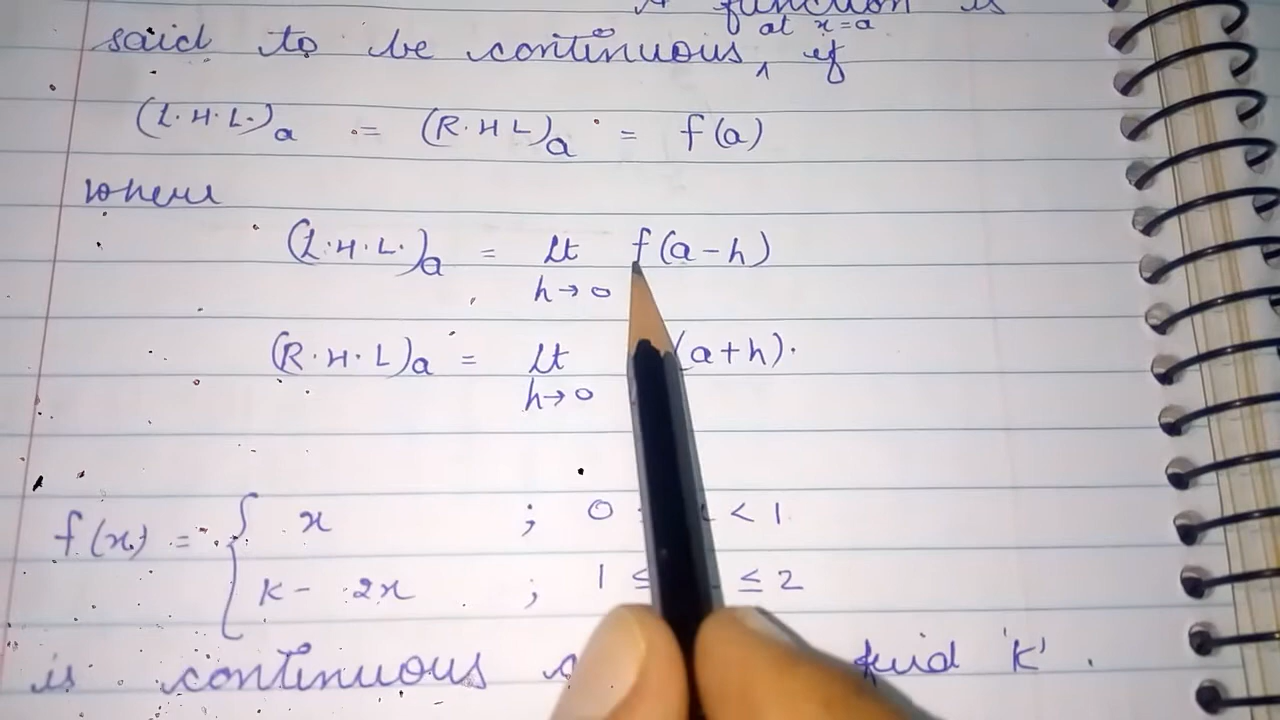 function is
said to be continuous, at x=a if
(L.H.L.)a = (R.H.L)a = f(a)
where
(L.H.L.)a = lt f(a-h)
h→0
(R.H.L)a = lt (a+h).
h→0
f(x) = { x ; 0 < 1
K - 2x ; 1 ≤ ≤ 2
is continuous find 'K'.